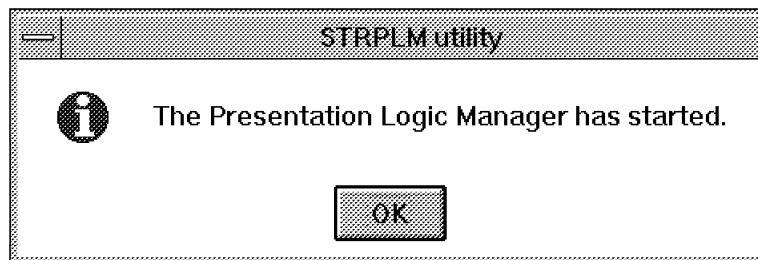 STRPLM utility
The Presentation Logic Manager has started.
OK